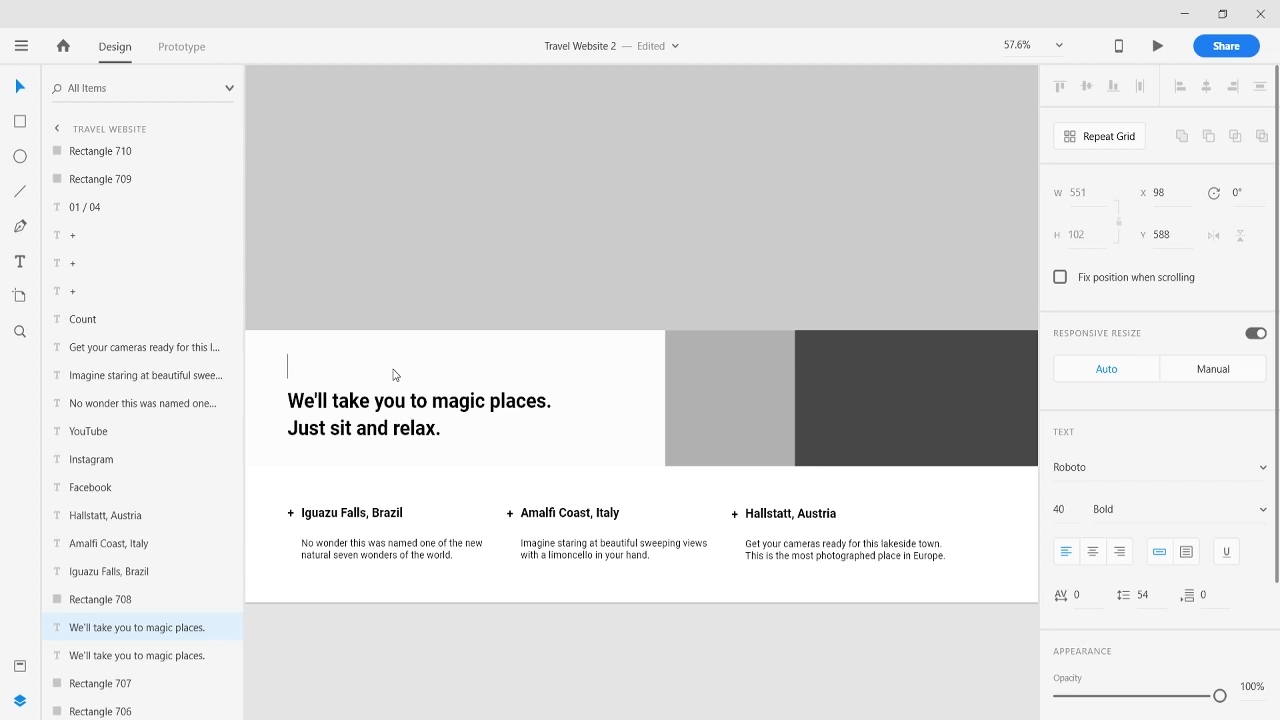 Design
Prototype
Travel Website 2 — Edited
57.6%
Share
All Items
TRAVEL WEBSITE
Rectangle 710
Rectangle 709
01 / 04
+
+
+
Count
Get your cameras ready for this l...
Imagine staring at beautiful swee...
No wonder this was named one...
YouTube
Instagram
Facebook
Hallstatt, Austria
Amalfi Coast, Italy
Iguazu Falls, Brazil
Rectangle 708
We'll take you to magic places.
We'll take you to magic places.
Rectangle 707
Rectangle 706
We'll take you to magic places.
Just sit and relax.
+ Iguazu Falls, Brazil
No wonder this was named one of the new
natural seven wonders of the world.
+ Amalfi Coast, Italy
Imagine staring at beautiful sweeping views
with a limoncello in your hand.
+ Hallstatt, Austria
Get your cameras ready for this lakeside town.
This is the most photographed place in Europe.
Repeat Grid
W 551 X 98 0°
H 102 Y 588
Fix position when scrolling
RESPONSIVE RESIZE
Auto Manual
TEXT
Roboto
40 Bold
U
AV 0 54 0
APPEARANCE
Opacity
100%